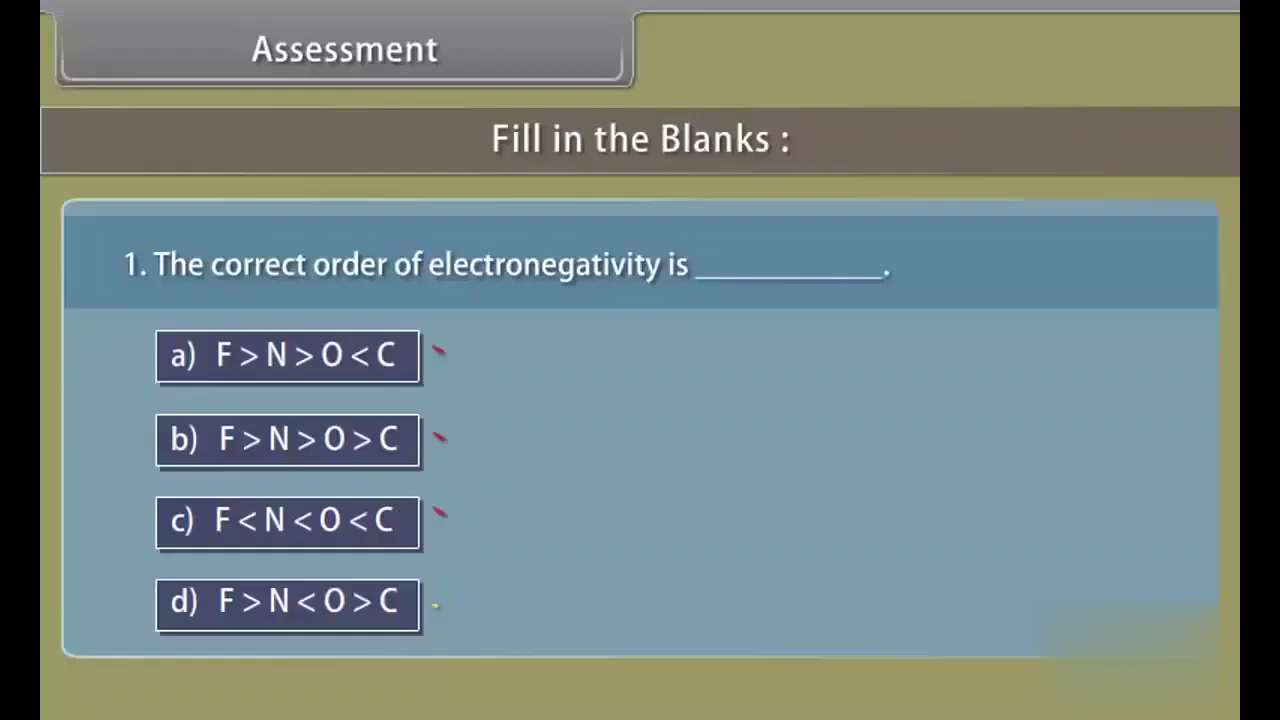 Assessment
Fill in the Blanks :
1. The correct order of electronegativity is ____________.
a) F > N > O < C
b) F > N > O > C
c) F < N < O < C
d) F > N < O > C